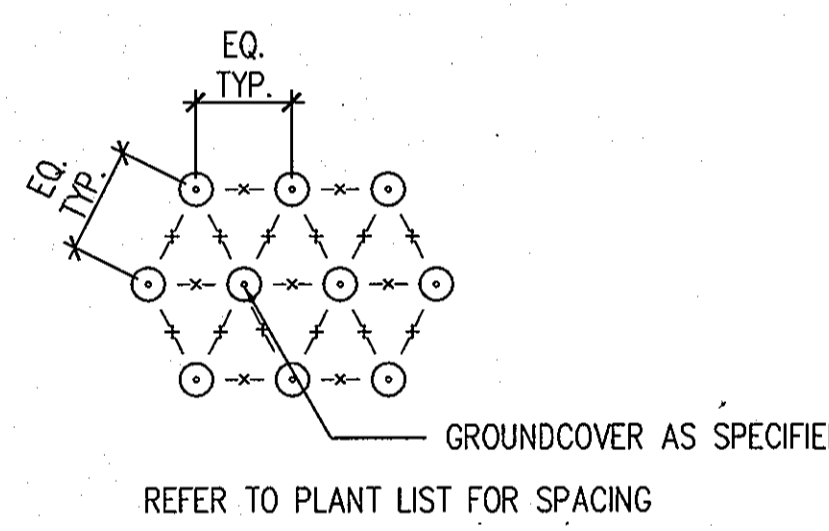 EQ.
TYP.
EQ.
TYP.
GROUNDCOVER AS SPECIFIE
REFER TO PLANT LIST FOR SPACING